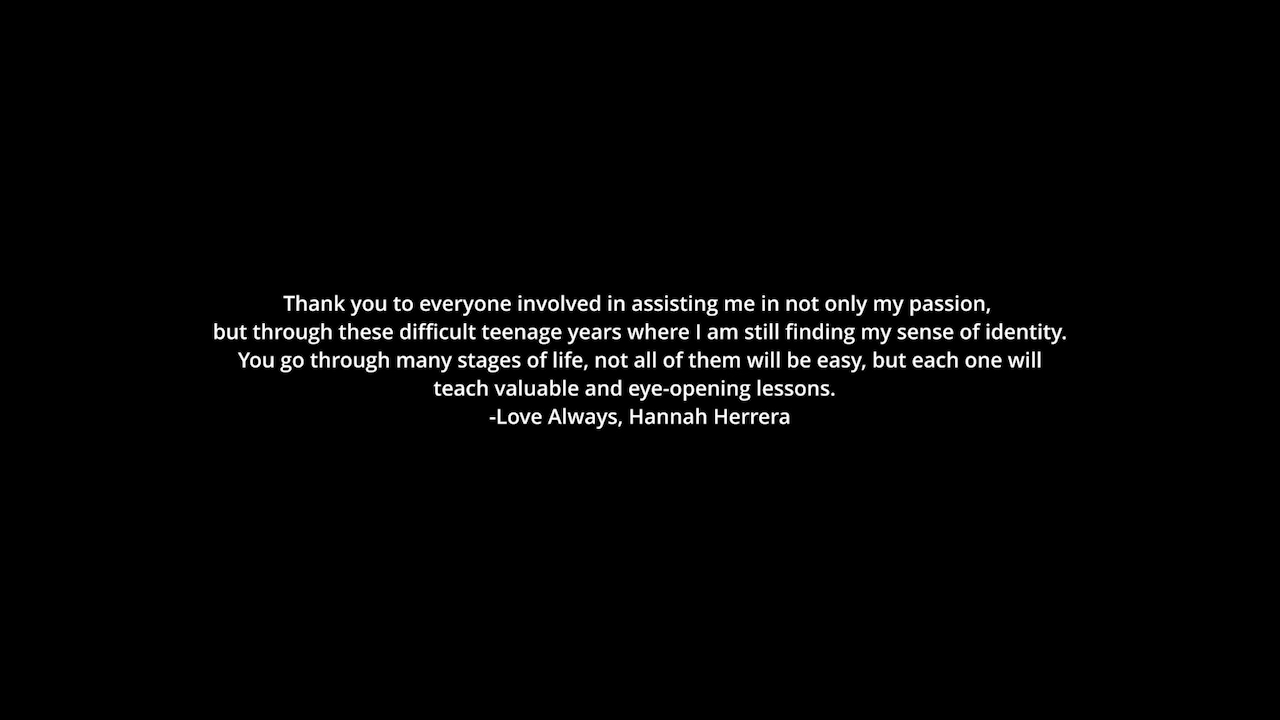 Thank you to everyone involved in assisting me in not only my passion,
but through these difficult teenage years where I am still finding my sense of identity.
You go through many stages of life, not all of them will be easy, but each one will
teach valuable and eye-opening lessons.
-Love Always, Hannah Herrera